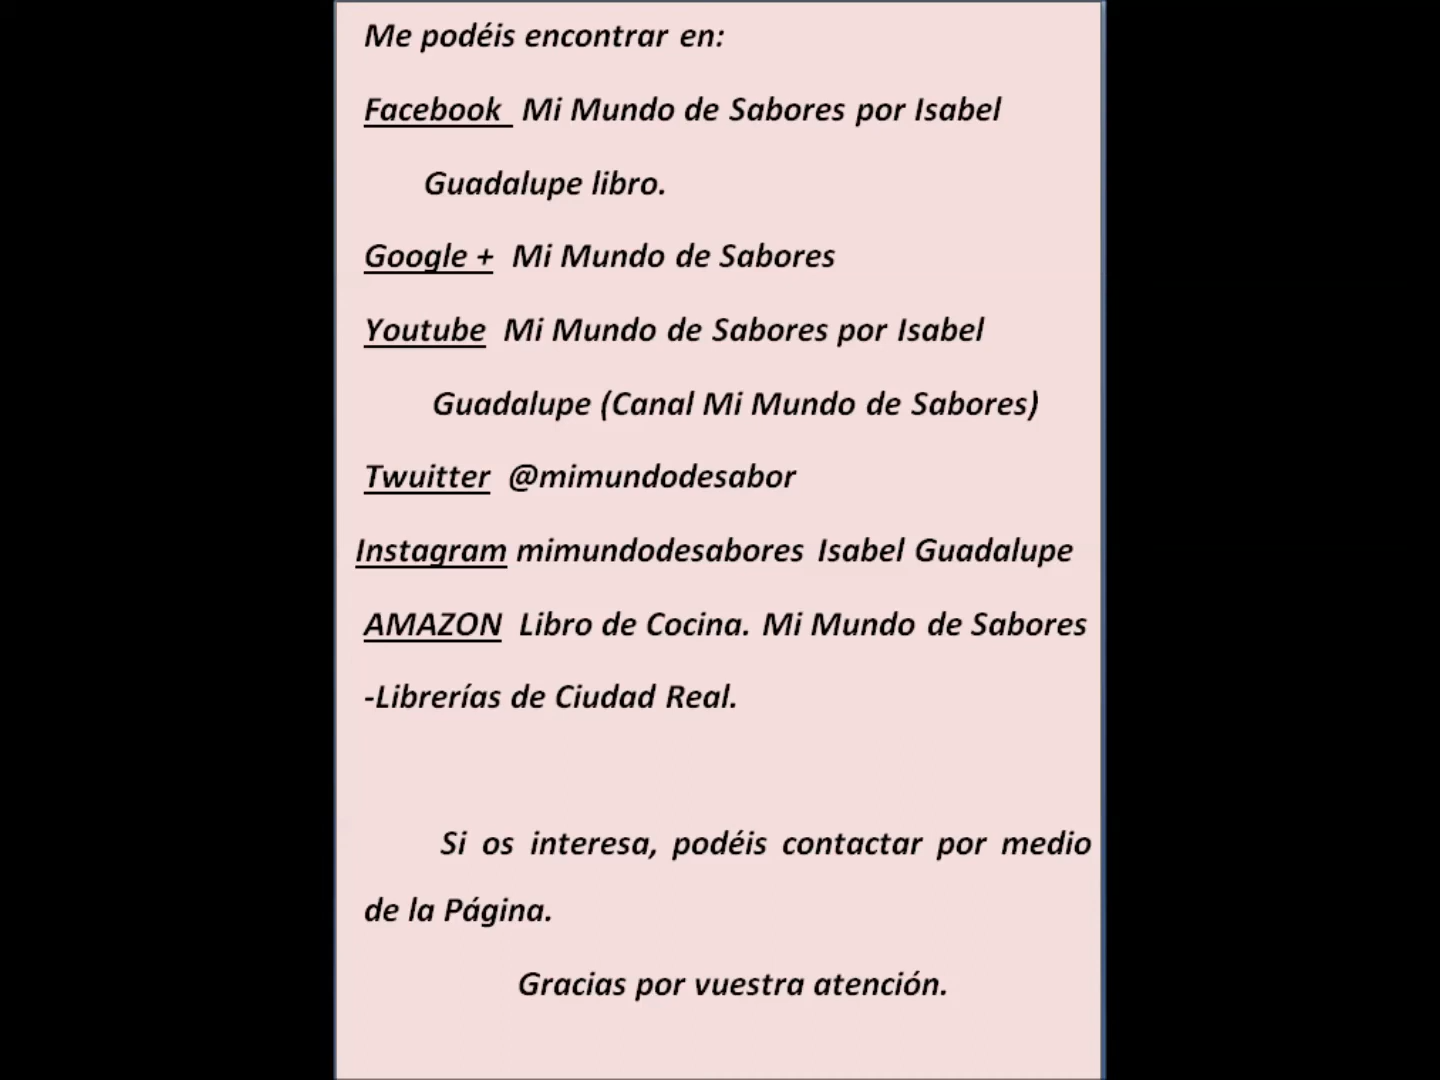 Me podéis encontrar en:
Facebook Mi Mundo de Sabores por Isabel
Guadalupe libro.
Google + Mi Mundo de Sabores
Youtube Mi Mundo de Sabores por Isabel
Guadalupe (Canal Mi Mundo de Sabores)
Twuitter @mimundodesabor
Instagram mimundodesabores Isabel Guadalupe
AMAZON Libro de Cocina. Mi Mundo de Sabores
-Librerías de Ciudad Real.
Si os interesa, podéis contactar por medio
de la Página.
Gracias por vuestra atención.